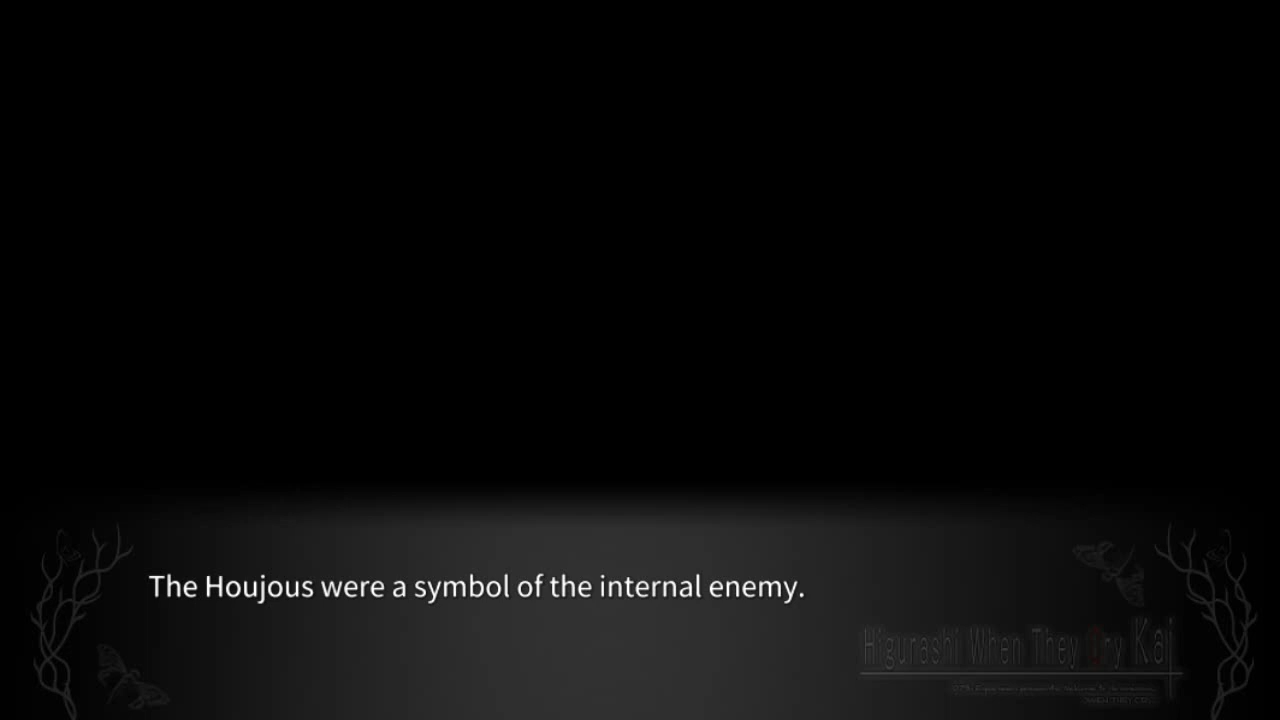 The Houjous were a symbol of the internal enemy.
Higurashi When They Cry Kai